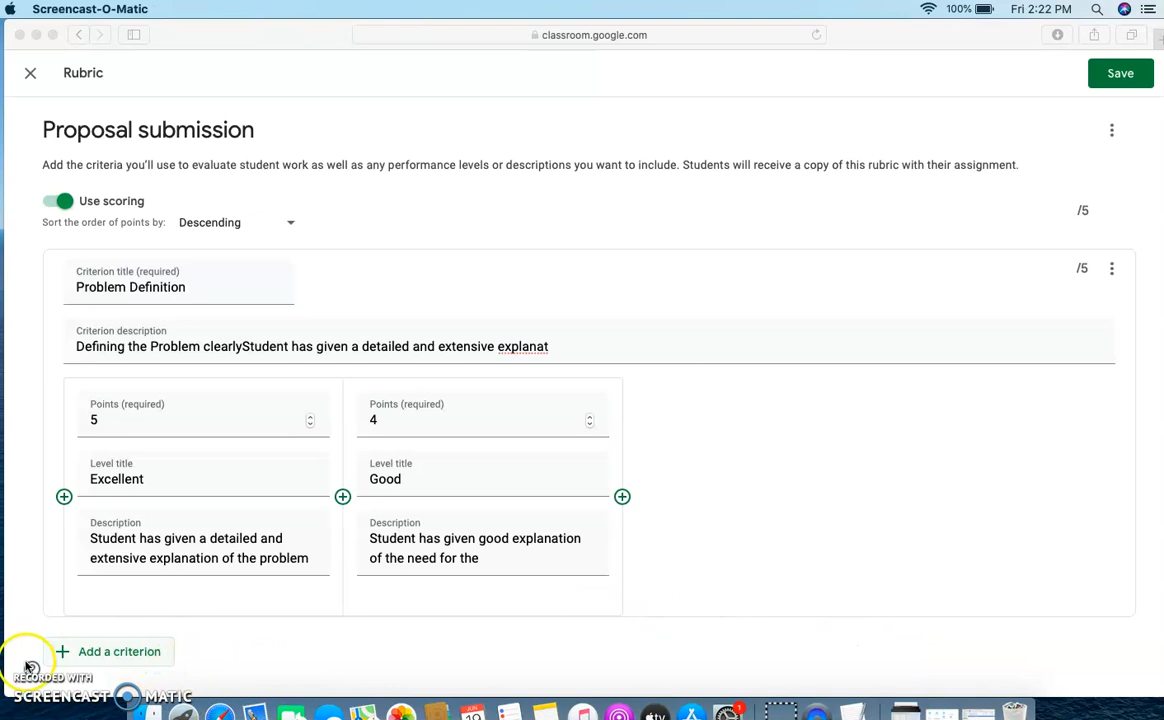 Screencast-O-Matic 100% Fri 2:22 PM
classroom.google.com
Rubric Save
Proposal submission
Add the criteria you'll use to evaluate student work as well as any performance levels or descriptions you want to include. Students will receive a copy of this rubric with their assignment.
Use scoring
/5
Sort the order of points by: Descending
Criterion title (required) /5
Problem Definition
Criterion description
Defining the Problem clearlyStudent has given a detailed and extensive explanat
Points (required) Points (required)
5 4
Level title Level title
Excellent Good
Description Description
Student has given a detailed and Student has given good explanation
extensive explanation of the problem of the need for the
Add a criterion
RECORDED WITH
SCREENCAST MATIC
tv
1